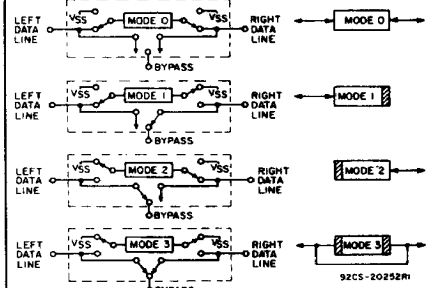 LEFT DATA LINE VSS MODE 0 VSS RIGHT DATA LINE MODE 0
BYPASS
LEFT DATA LINE VSS MODE 1 VSS RIGHT DATA LINE MODE 1
BYPASS
LEFT DATA LINE VSS MODE 2 VSS RIGHT DATA LINE MODE 2
BYPASS
LEFT DATA LINE VSS MODE 3 VSS RIGHT DATA LINE MODE 3
BYPASS
92CS-20252R1